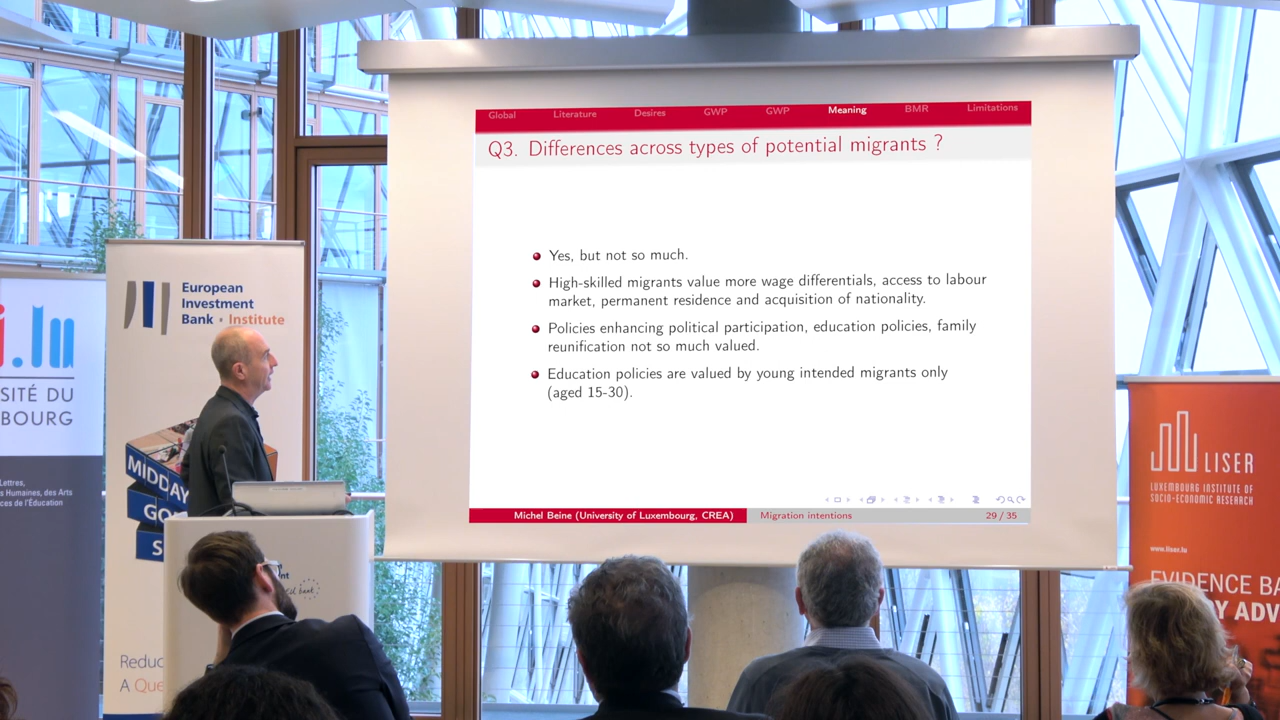 Global Literature Desires GWP GWP Meaning BMR Limitations
Q3. Differences across types of potential migrants ?
Yes, but not so much.
High-skilled migrants value more wage differentials, access to labour
market, permanent residence and acquisition of nationality.
Policies enhancing political participation, education policies, family
reunification not so much valued.
Education policies are valued by young intended migrants only
(aged 15-30).
Michel Beine (University of Luxembourg, CREA) Migration intentions 29 / 35
European
Investment
Bank • Institute
MIDDAY
GO
S
Reduc
A Que
i.lu
SITÉ DU
BOURG
Lettres,
s Humaines, des Arts
ces de l'Éducation
bank
LISER
LUXEMBOURG INSTITUTE OF
SOCIO-ECONOMIC RESEARCH
www.liser.lu
EVIDENCE BA
Y ADV